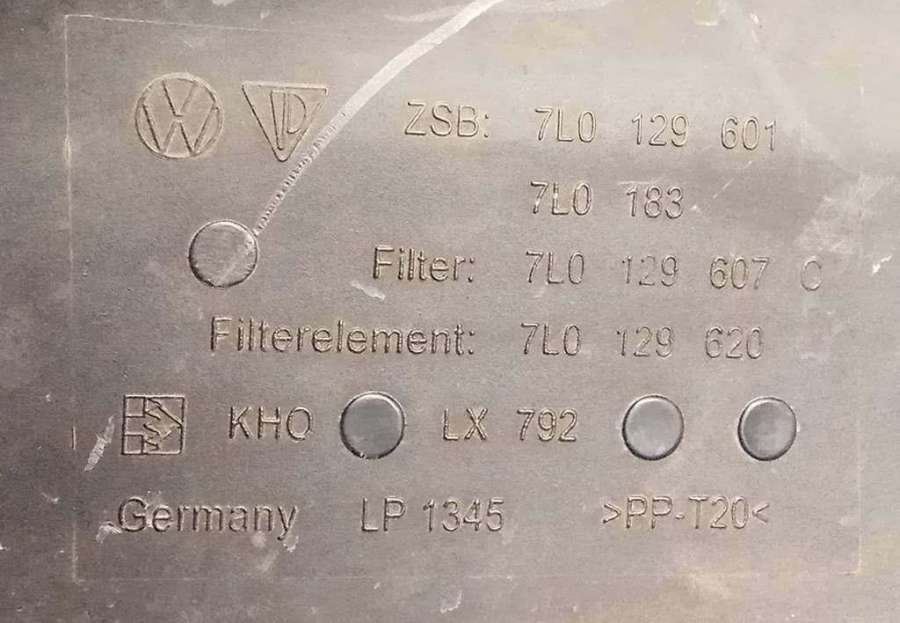 ZSB: 7L0 129 601
7L0 183
Filter: 7L0 129 607 C
Filterelement: 7L0 129 620
KHO LX 792
Germany LP 1345 >PP-T20<